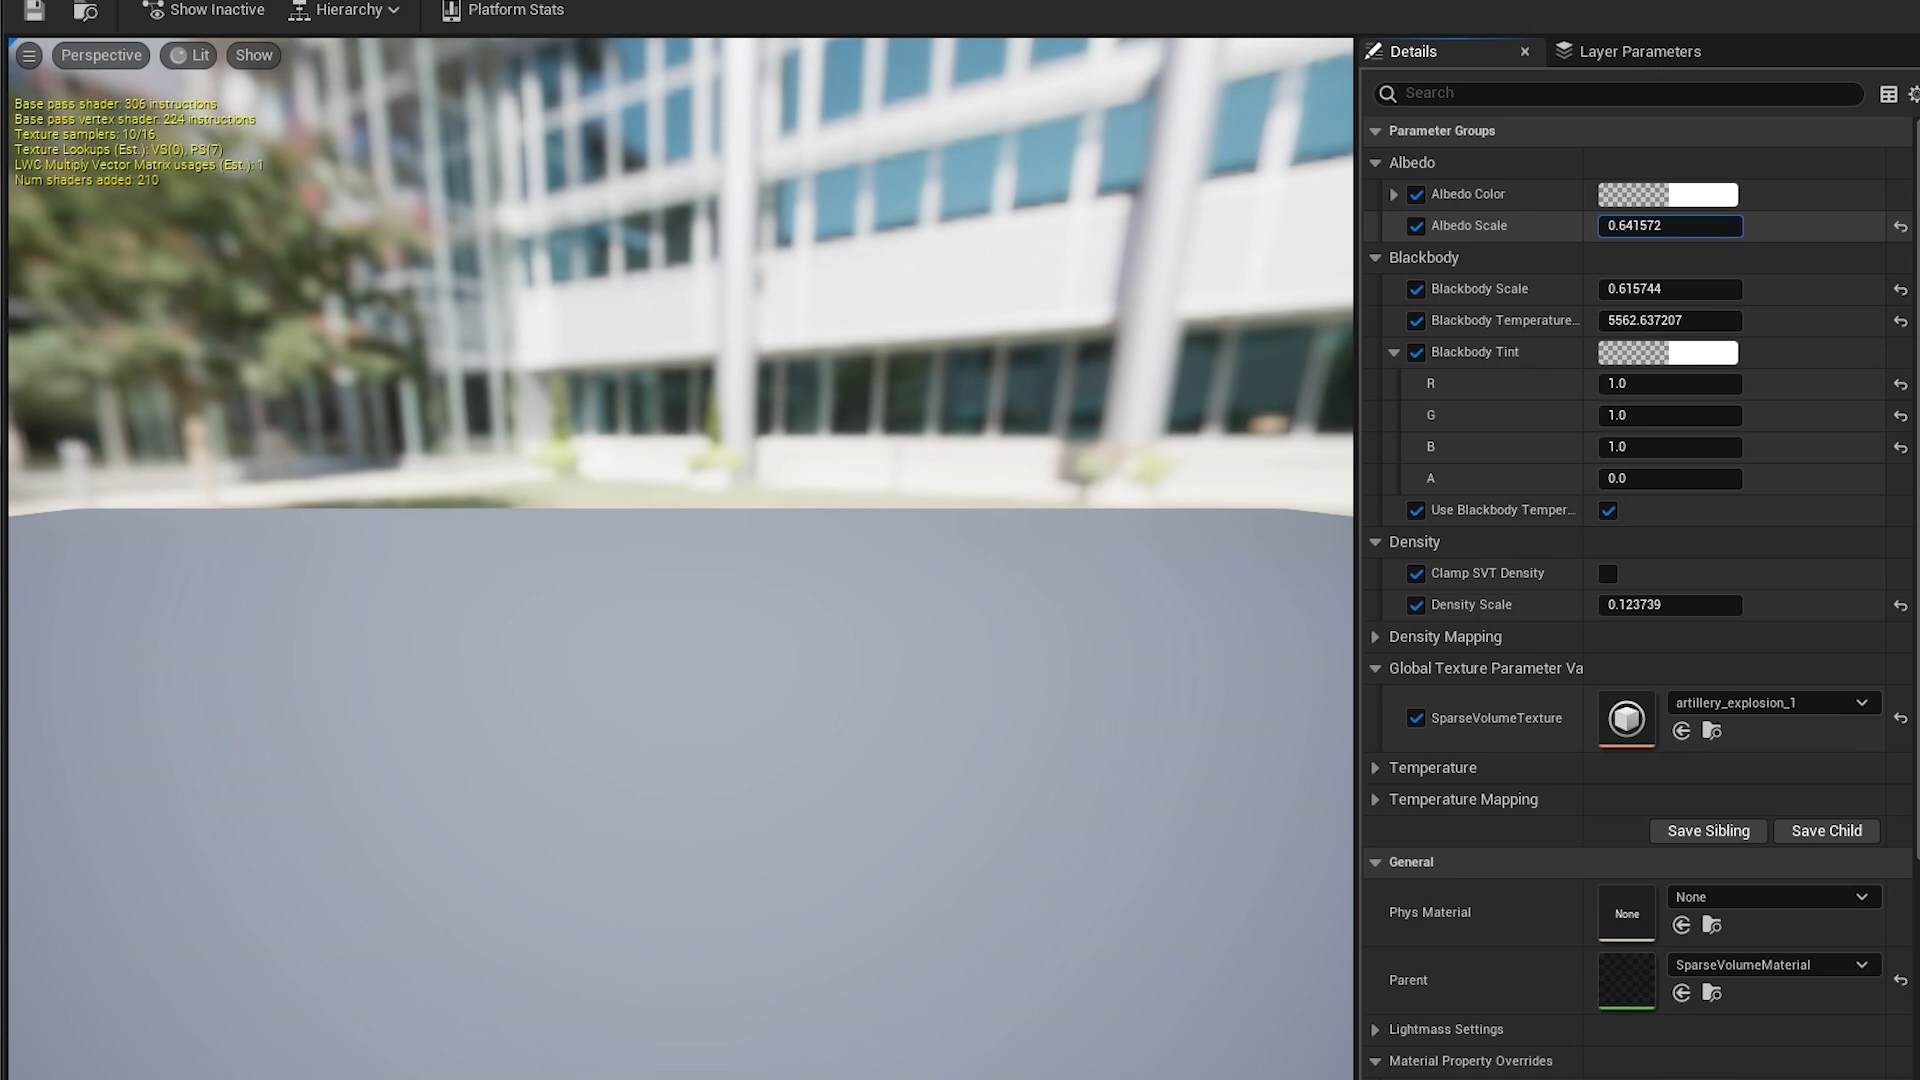 Show Inactive
Hierarchy
Platform Stats
Perspective
Lit
Show
Base pass shader: 306 instructions
Base pass vertex shader: 224 instructions
Texture samplers: 10/16
Texture Lookups (Est.): VS(0), PS(7)
LWC Multiply Vector Matrix usages (Est.): 1
Num shaders added: 210
Details
Layer Parameters
Search
Parameter Groups
Albedo
Albedo Color
Albedo Scale 0.641572
Blackbody
Blackbody Scale 0.615744
Blackbody Temperature... 5562.637207
Blackbody Tint
R 1.0
G 1.0
B 1.0
A 0.0
Use Blackbody Temper...
Density
Clamp SVT Density
Density Scale 0.123739
Density Mapping
Global Texture Parameter Va
SparseVolumeTexture artillery_explosion_1
Temperature
Temperature Mapping
Save Sibling
Save Child
General
Phys Material None None
Parent SparseVolumeMaterial
Lightmass Settings
Material Property Overrides